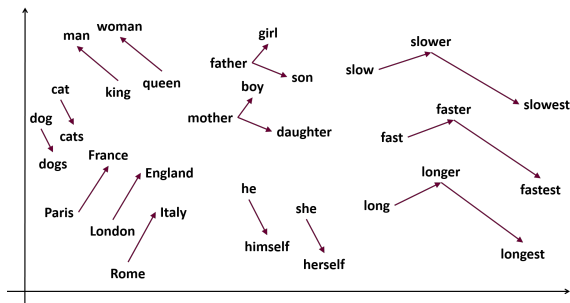 woman
man
girl
slower
father
slow
son
queen
king
cat
boy
slowest
faster
dog
mother
daughter
cats
fast
France
dogs
longer
England
he
fastest
Paris
Italy
she
long
London
himself
longest
herself
Rome